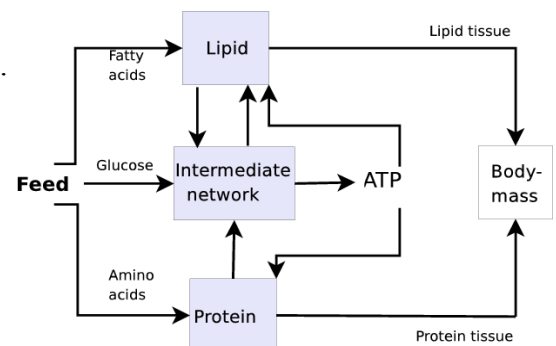 Lipid tissue
Lipid
Fatty
acids
Glucose
Feed
Intermediate
network
ATP
Body-
mass
Amino
acids
Protein
Protein tissue